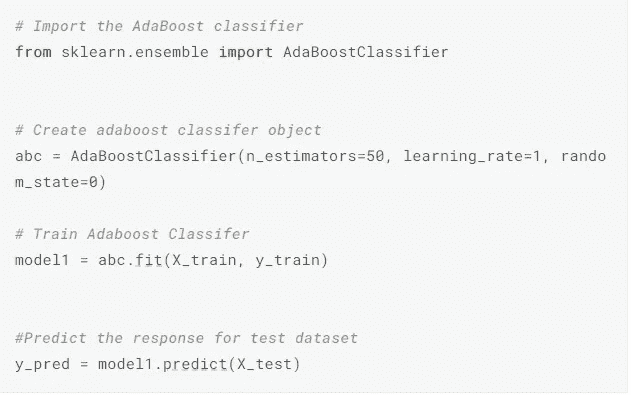 # Import the AdaBoost classifier
from sklearn.ensemble import AdaBoostClassifier
# Create adaboost classifer object
abc = AdaBoostClassifier(n_estimators=50, learning_rate=1, rando
m_state=0)
# Train Adaboost Classifer
model1 = abc.fit(X_train, y_train)
#Predict the response for test dataset
y_pred = model1.predict(X_test)